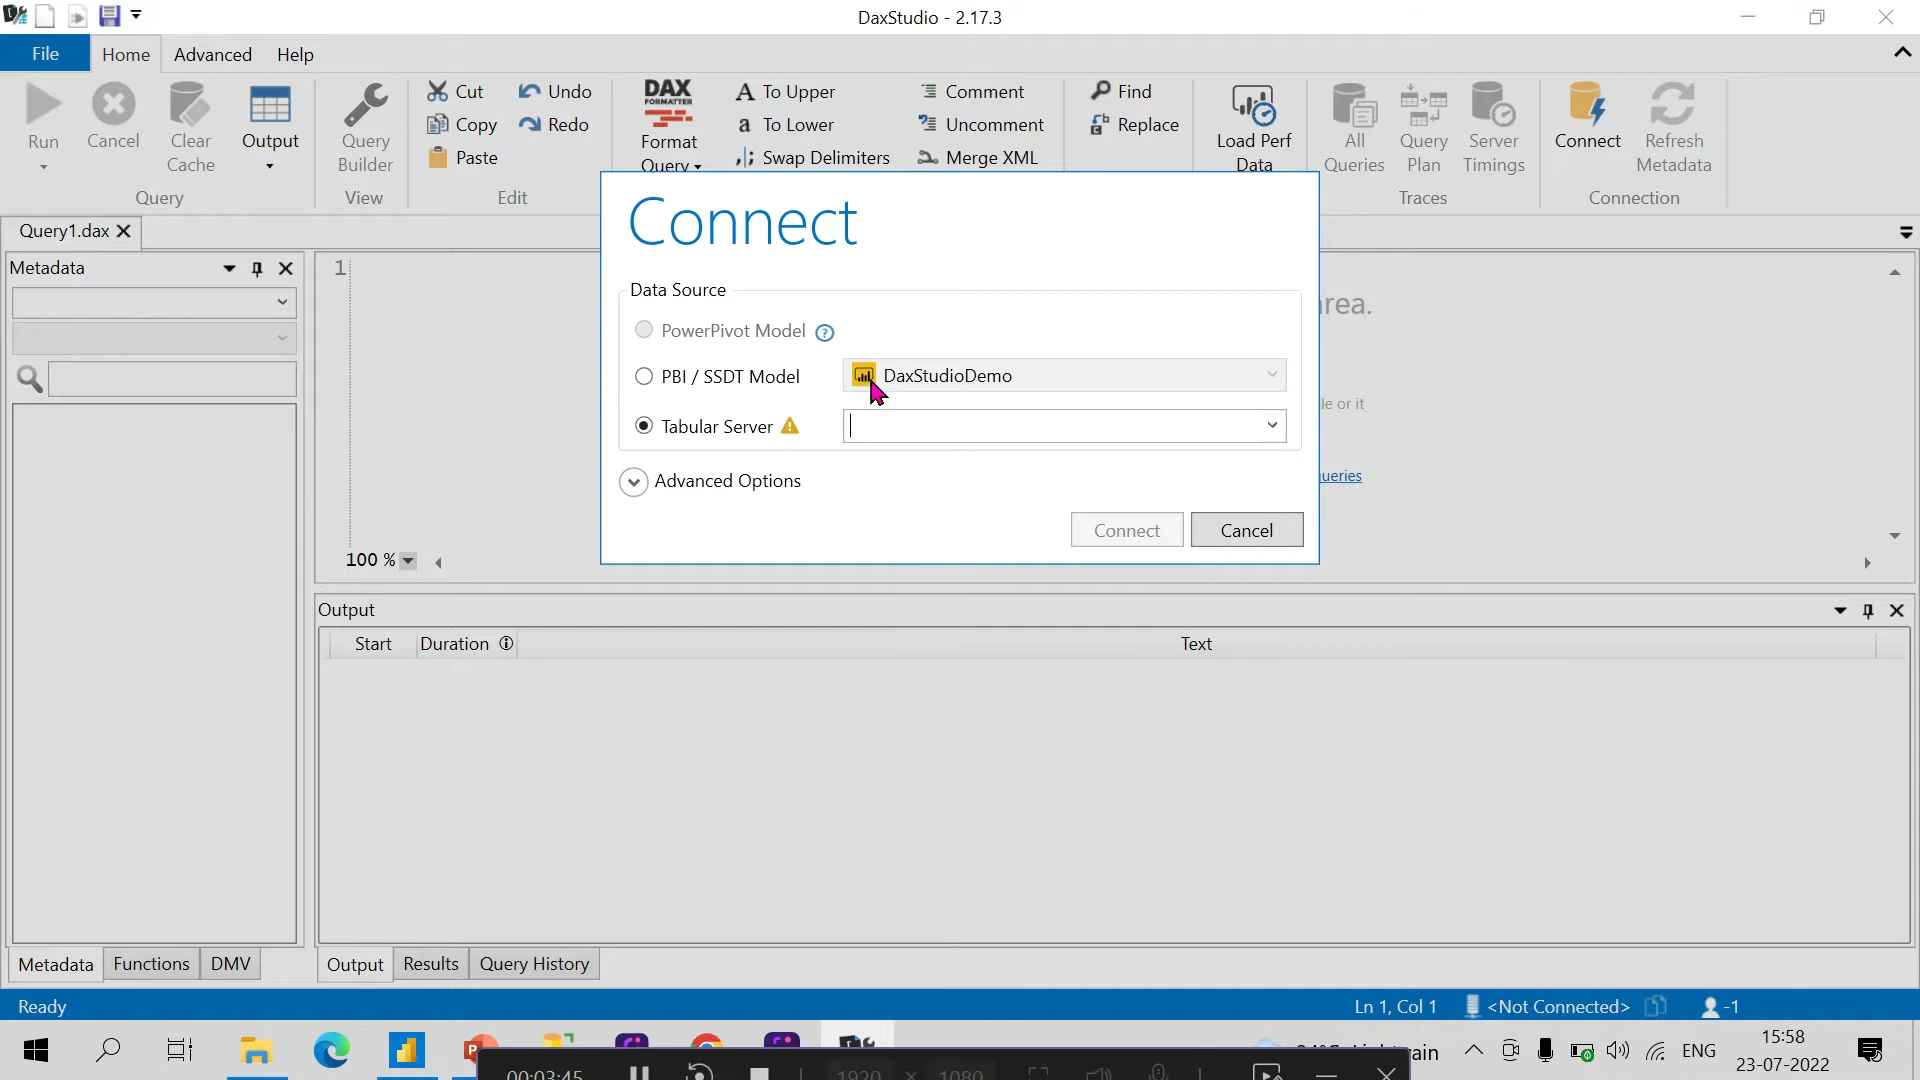 DaxStudio - 2.17.3
File Home Advanced Help
Run Cancel Clear Cache Output
Query
Query Builder
View
Cut Undo
Copy Redo
Paste
Edit
DAX FORMATTER
Format Query
A To Upper
a To Lower
Swap Delimiters
Comment
Uncomment
Merge XML
Find
Replace
Load Perf Data
All Queries Query Plan Server Timings
Traces
Connect Refresh Metadata
Connection
Query1.dax
Metadata
1
Connect
Data Source
PowerPivot Model ?
PBI / SSDT Model DaxStudioDemo
Tabular Server
Advanced Options
Connect Cancel
rea.
le or it
ueries
100 %
Output
Start Duration Text
Metadata Functions DMV
Output Results Query History
Ready Ln 1, Col 1 <Not Connected> -1
ENG
15:58
23-07-2022
00:03:45 1920 × 1080